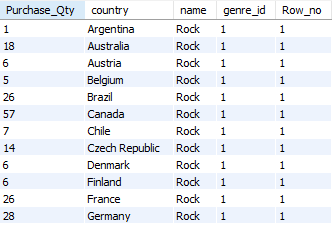 Purchase_Qty country name genre_id Row_no
1 Argentina Rock 1 1
18 Australia Rock 1 1
6 Austria Rock 1 1
5 Belgium Rock 1 1
26 Brazil Rock 1 1
57 Canada Rock 1 1
7 Chile Rock 1 1
14 Czech Republic Rock 1 1
6 Denmark Rock 1 1
6 Finland Rock 1 1
26 France Rock 1 1
28 Germany Rock 1 1